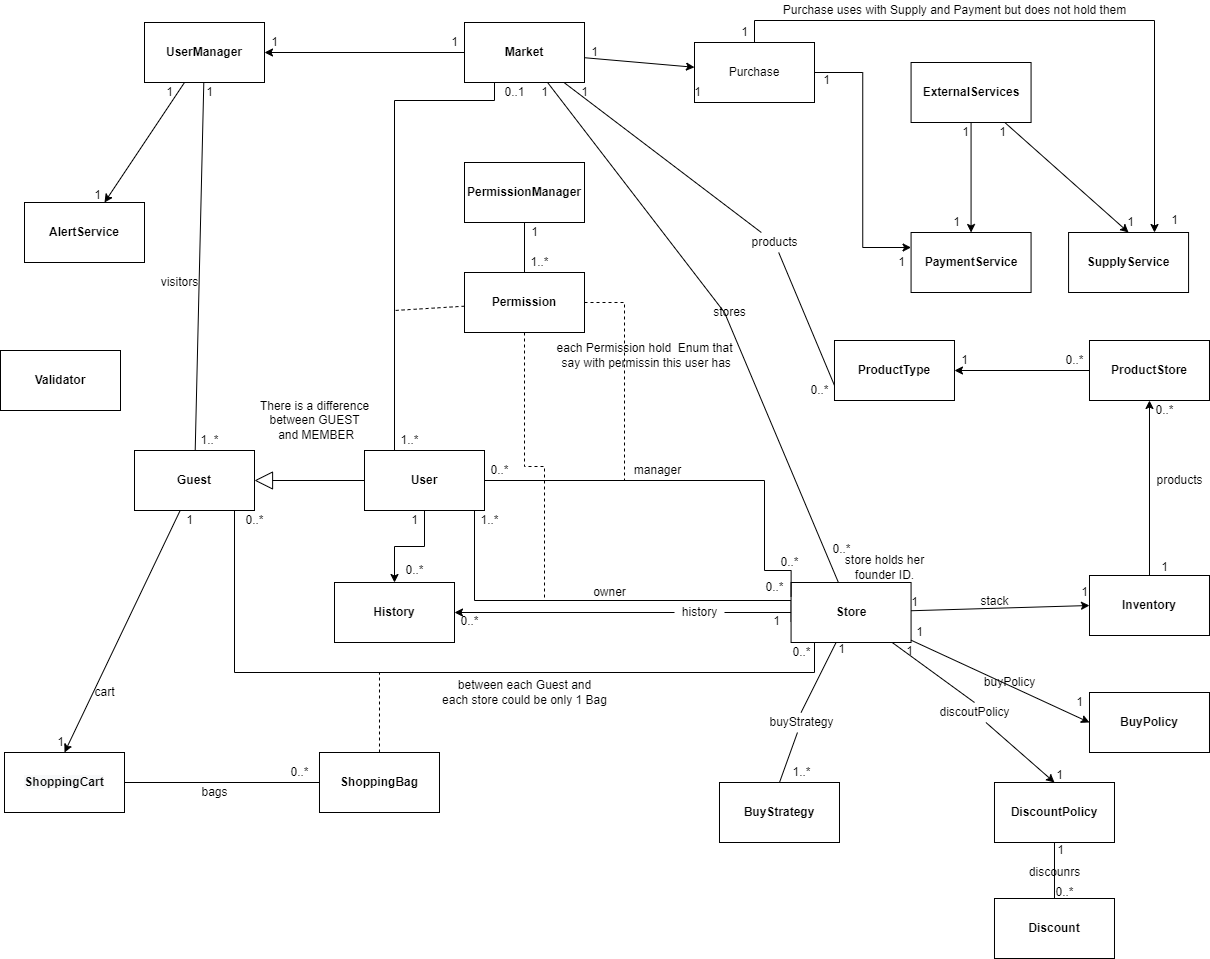 Purchase uses with Supply and Payment but does not hold them
UserManager
1
1
Market
1
1
Purchase
1
1
1
ExternalServices
1
1
0..1
1
1
1
1
1
1
AlertService
PermissionManager
1
1..*
Permission
products
1
1
1
1
PaymentService
SupplyService
visitors
stores
each Permission hold  Enum that
say with permissin this user has
Validator
ProductType
1
0..*
ProductStore
0..*
0..*
There is a difference
between GUEST
and MEMBER
1..*
1..*
Guest
User
0..*
manager
products
1
0..*
1
1..*
0..*
0..*
0..*
store holds her
founder ID.
0..*
1
History
owner
0..*
history
1
Store
1
stack
1
Inventory
0..*
1
1
1
between each Guest and
each store could be only 1 Bag
cart
buyPolicy
1
BuyPolicy
discoutPolicy
buyStrategy
1
ShoppingCart
bags
0..*
ShoppingBag
1..*
BuyStrategy
1
DiscountPolicy
1
discounrs
0..*
Discount